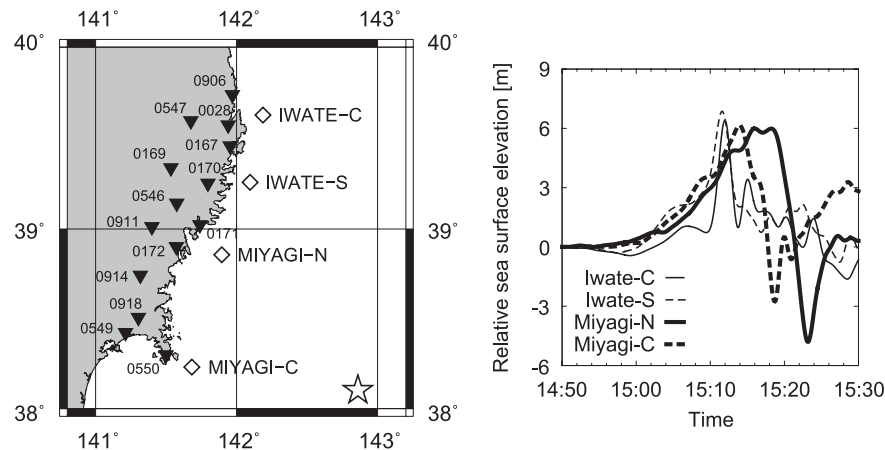 141° 142° 143°
40° 40°
0906
0547 0028 IWATE−C
0167
0169 0170 IWATE−S
0546
39° 0911 39°
0171
0172 MIYAGI−N
0914
0918
0549
0550 MIYAGI−C
38° 38°
141° 142° 143°
Relative sea surface elevation [m]
9
6
3
0
-3
-6
Iwate-C
Iwate-S
Miyagi-N
Miyagi-C
14:50 15:00 15:10 15:20 15:30
Time